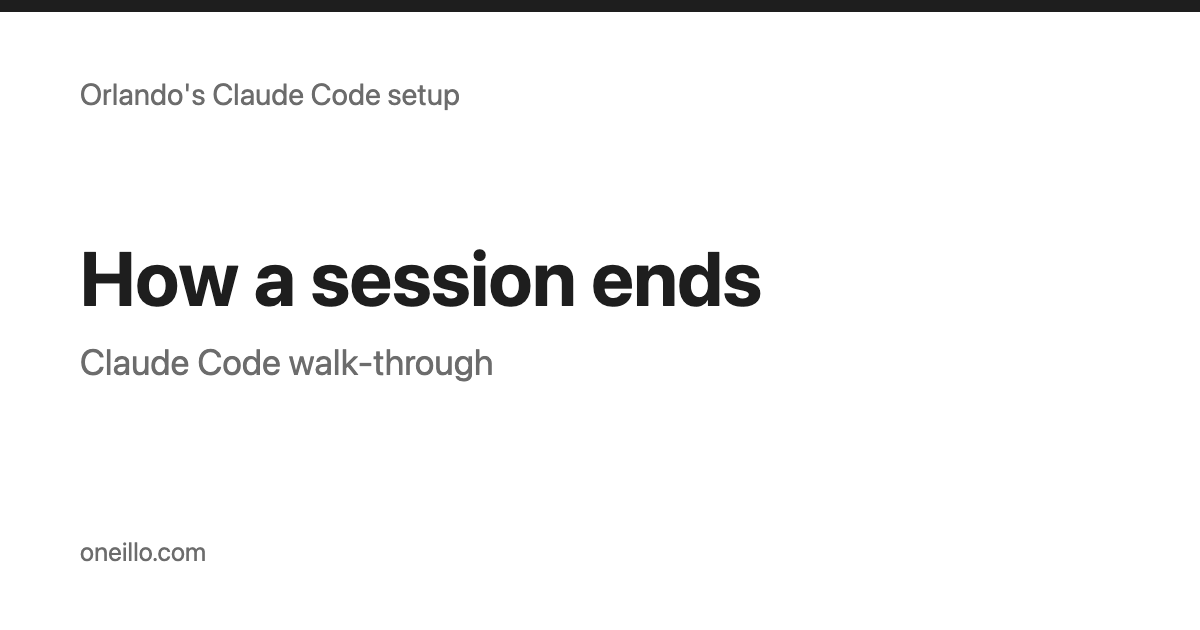 Orlando's Claude Code setup
How a session ends
Claude Code walk-through
oneillo.com